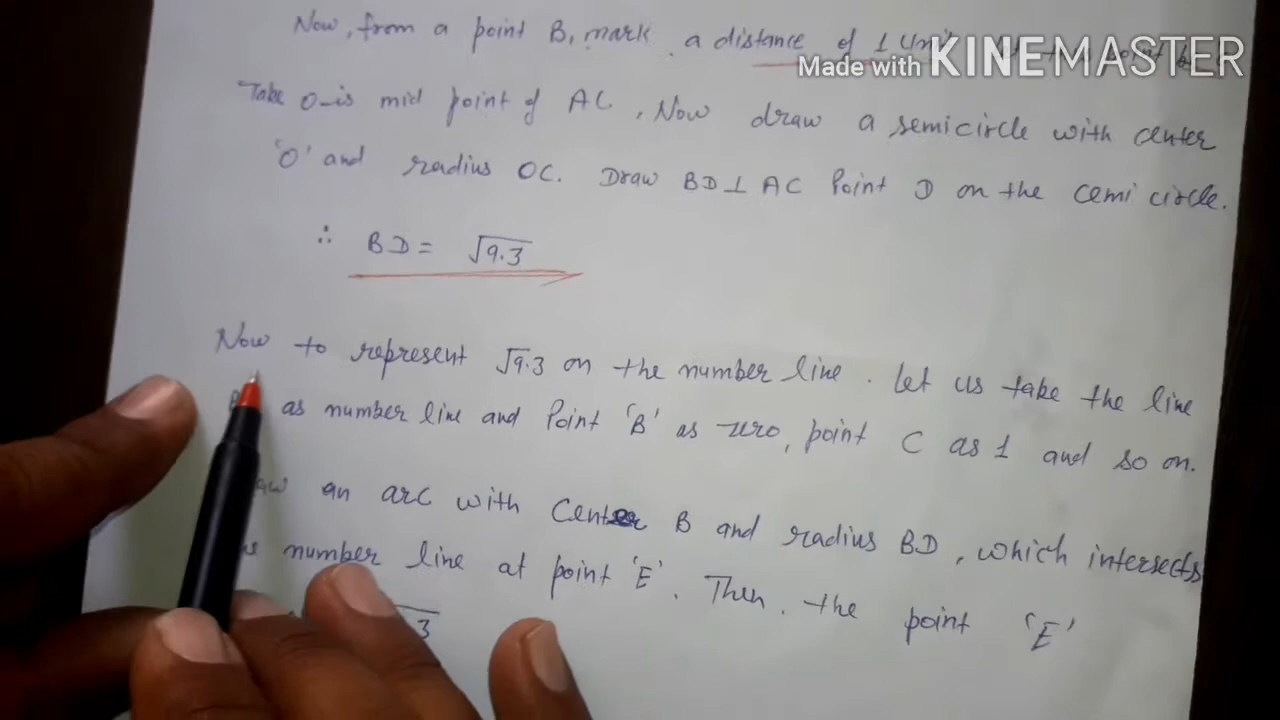 Now, from a point B, mark a distance of 1 Unit
Made with KINEMASTER
Take O is mid point of AC, Now draw a semicircle with center
'O' and radius OC. Draw BD⊥AC Point D on the cemi circle.
∴ BD = √9.3
Now to represent √9.3 on the number line. Let us take the line
as number line and Point 'B' as zero, point C as 1 and so on.
an arc with Center B and radius BD, which intersects
number line at point 'E'. Then, the point 'E'
3